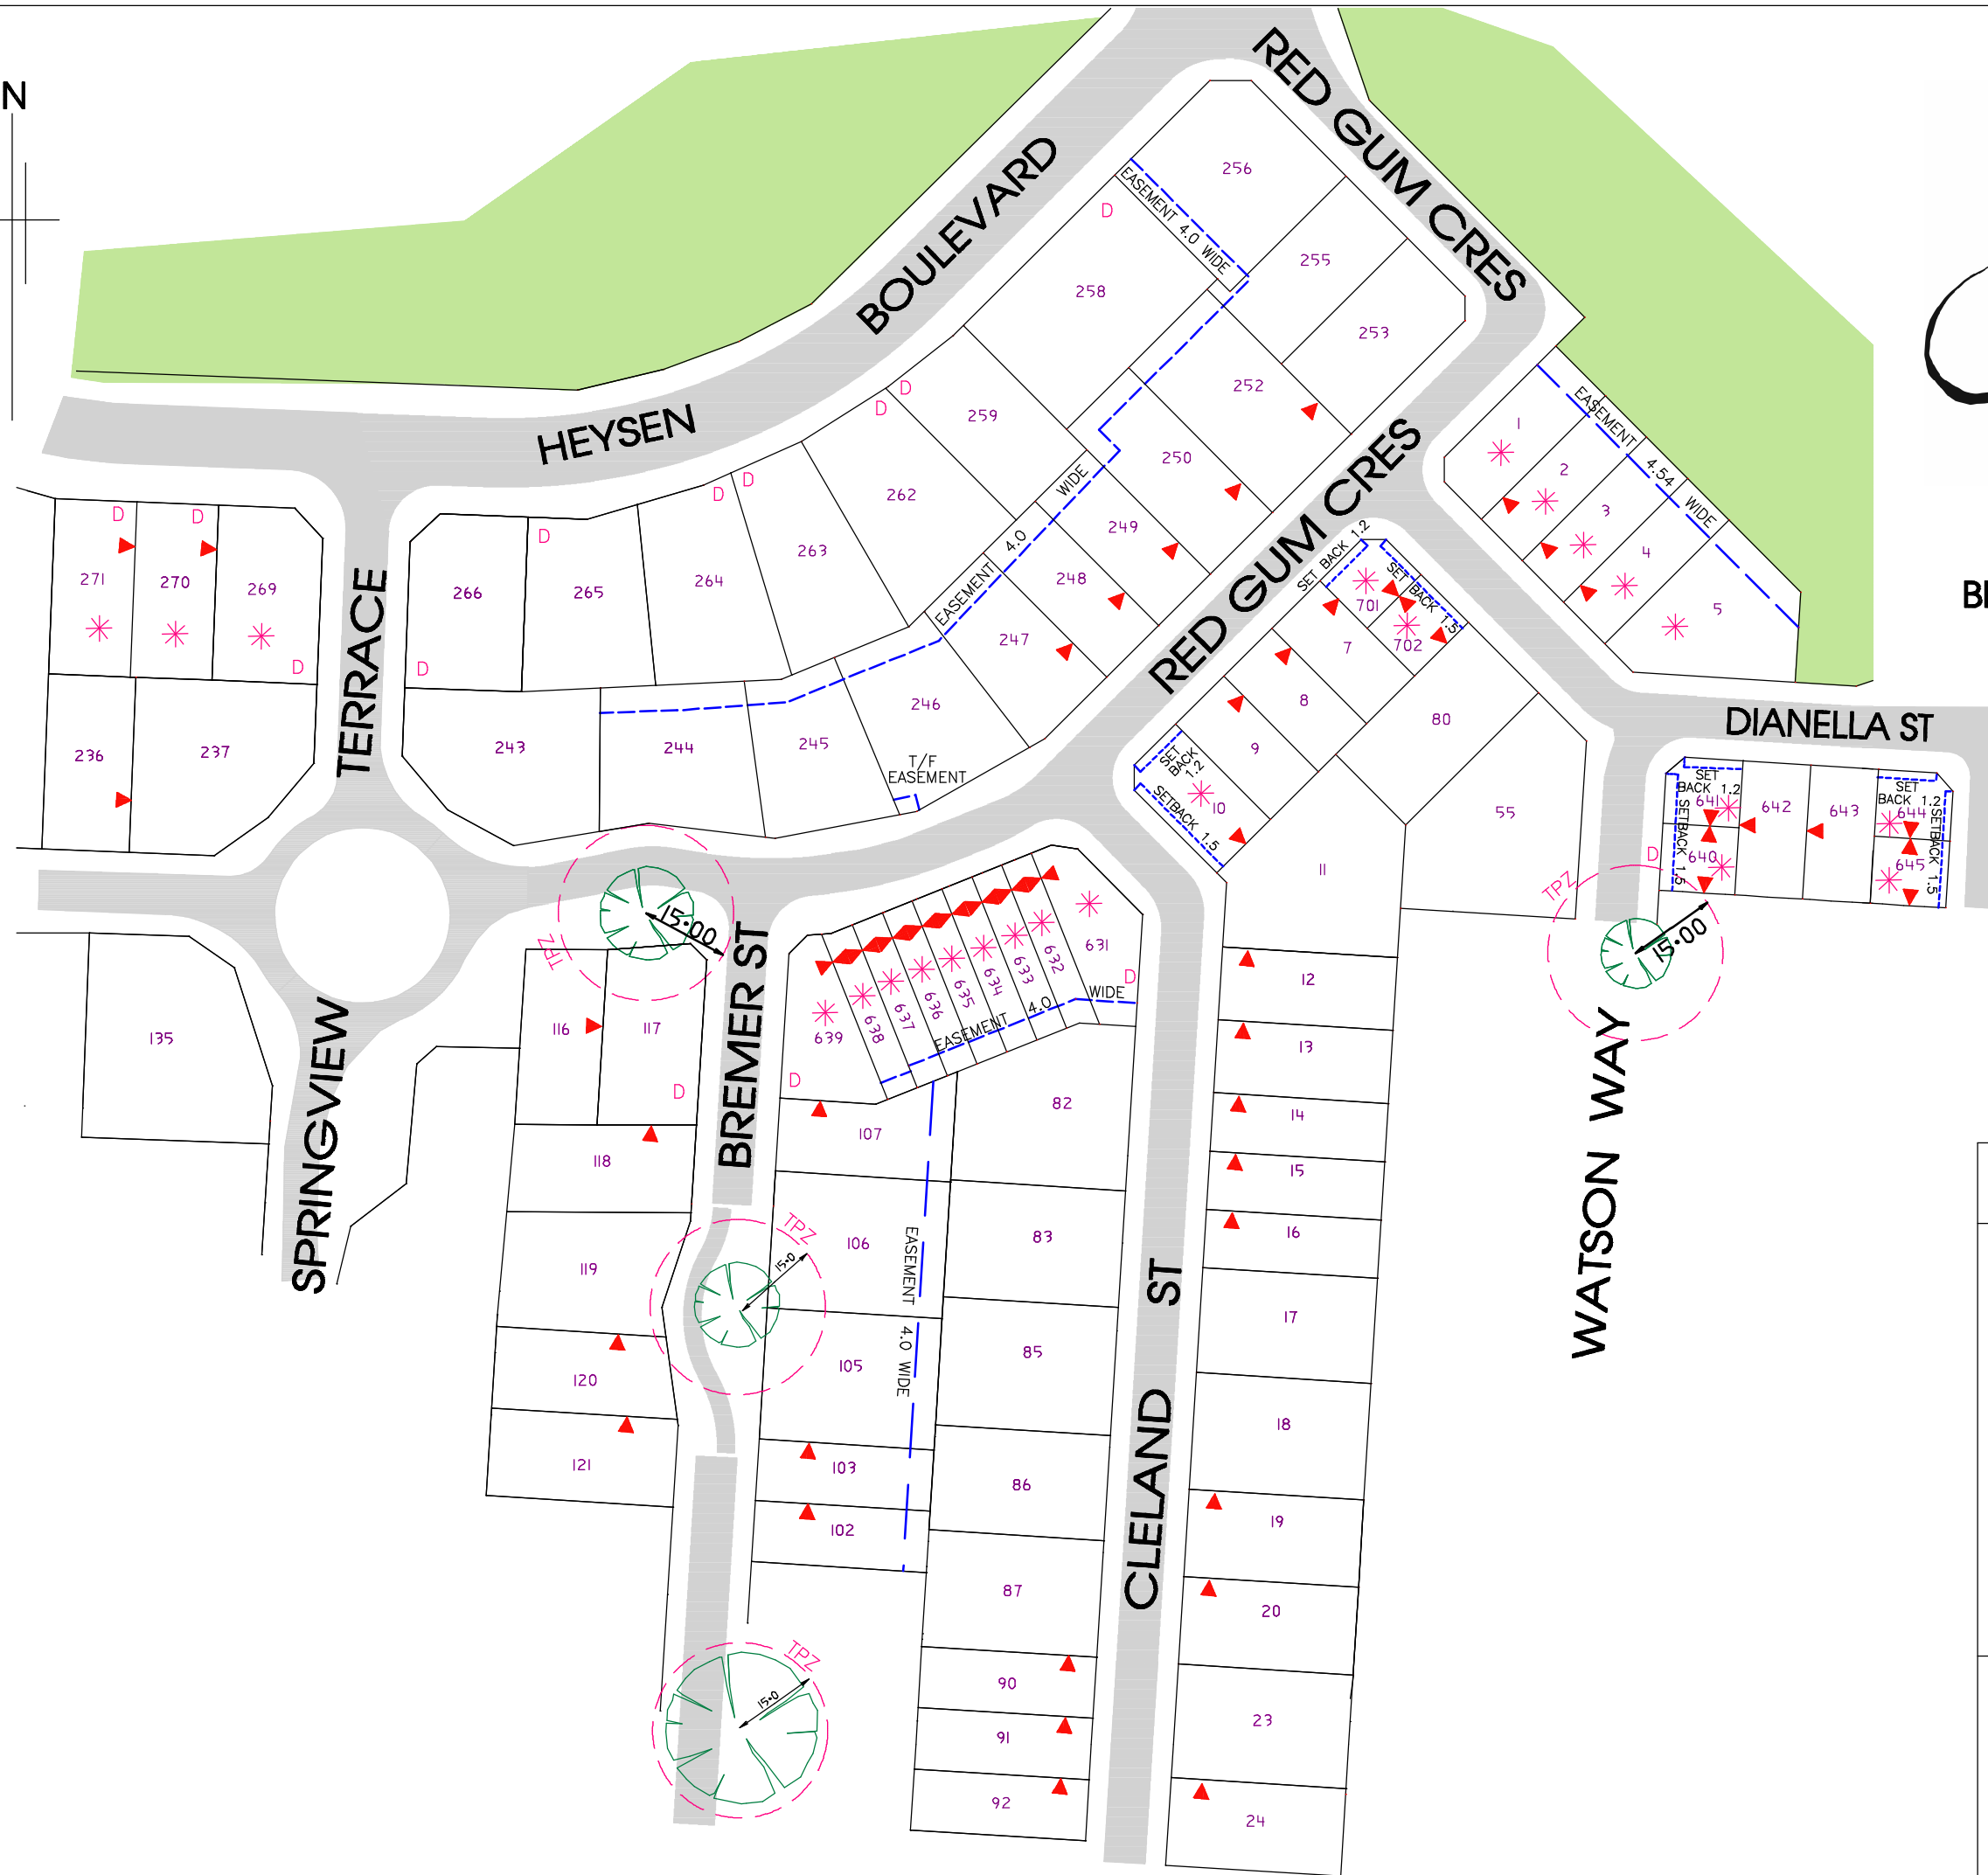 N
RED GUM CRES
BOULEVARD
HEYSEN
256
EASEMENT 4.0 WIDE
D
255
258
253
252
D
D
259
250
262
WIDE
249
4.0
EASEMENT
248
247
263
D
D
264
D
265
266
D
D
D
271
270
269
D
TERRACE
236
237
243
244
245
246
T/F
EASEMENT
RED GUM CRES
EASEMENT 4.54 WIDE
1
2
3
4
5
BI
SET BACK 1.2
SET BACK 1.5
701
702
7
8
9
10
SET
BACK
1.2
SETBACK 1.5
80
55
11
DIANELLA ST
SET
BACK 1.2
641
642
643
SET
BACK 1.2
644
SETBACK 1.5
640
645
SETBACK 1.5
D
TPZ
15·00
WATSON WAY
TPZ
15·00
BREMER ST
135
SPRINGVIEW
116
117
D
118
119
120
121
631
632
633
634
635
636
637
638
639
D
D
EASEMENT 4.0 WIDE
107
106
105
103
102
EASEMENT 4.0 WIDE
TPZ
15·0
TPZ
15·0
82
83
85
86
87
90
91
92
CLELAND ST
12
13
14
15
16
17
18
19
20
23
24